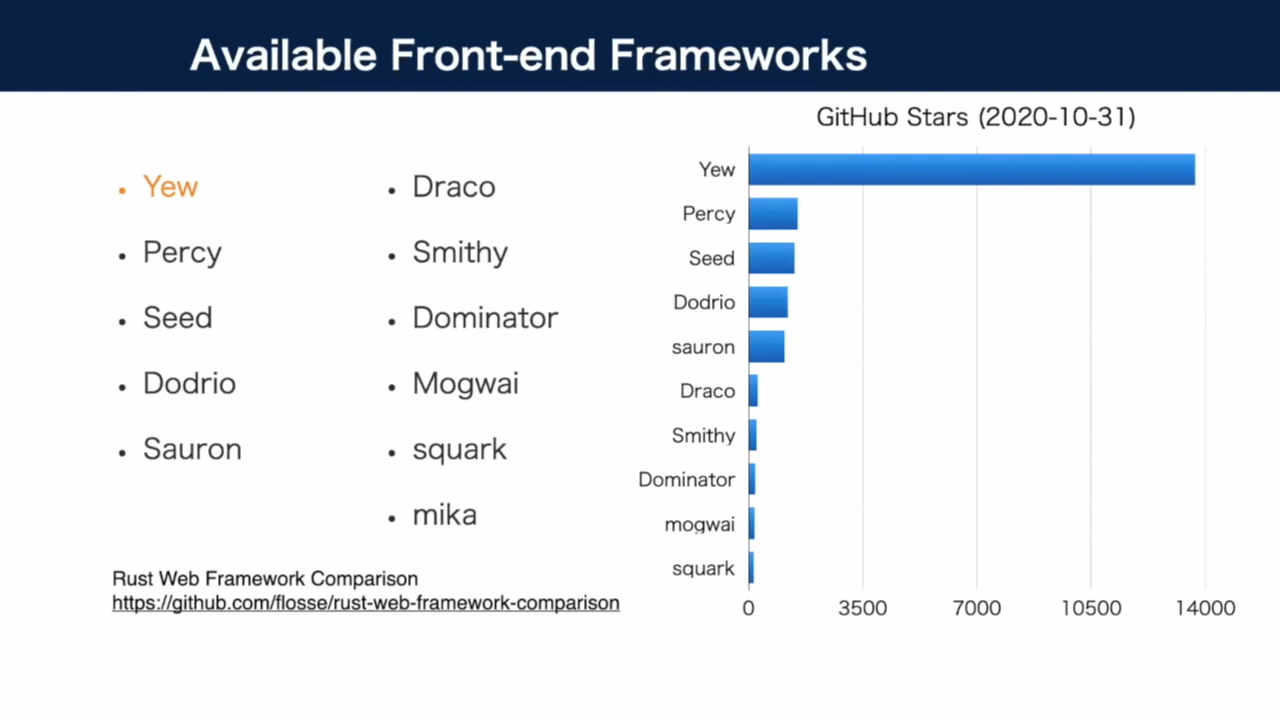 Available Front-end Frameworks
• Yew
• Percy
• Seed
• Dodrio
• Sauron
• Draco
• Smithy
• Dominator
• Mogwai
• squark
• mika
Rust Web Framework Comparison
https://github.com/flosse/rust-web-framework-comparison
GitHub Stars (2020-10-31)
Yew
Percy
Seed
Dodrio
sauron
Draco
Smithy
Dominator
mogwai
squark
0 3500 7000 10500 14000